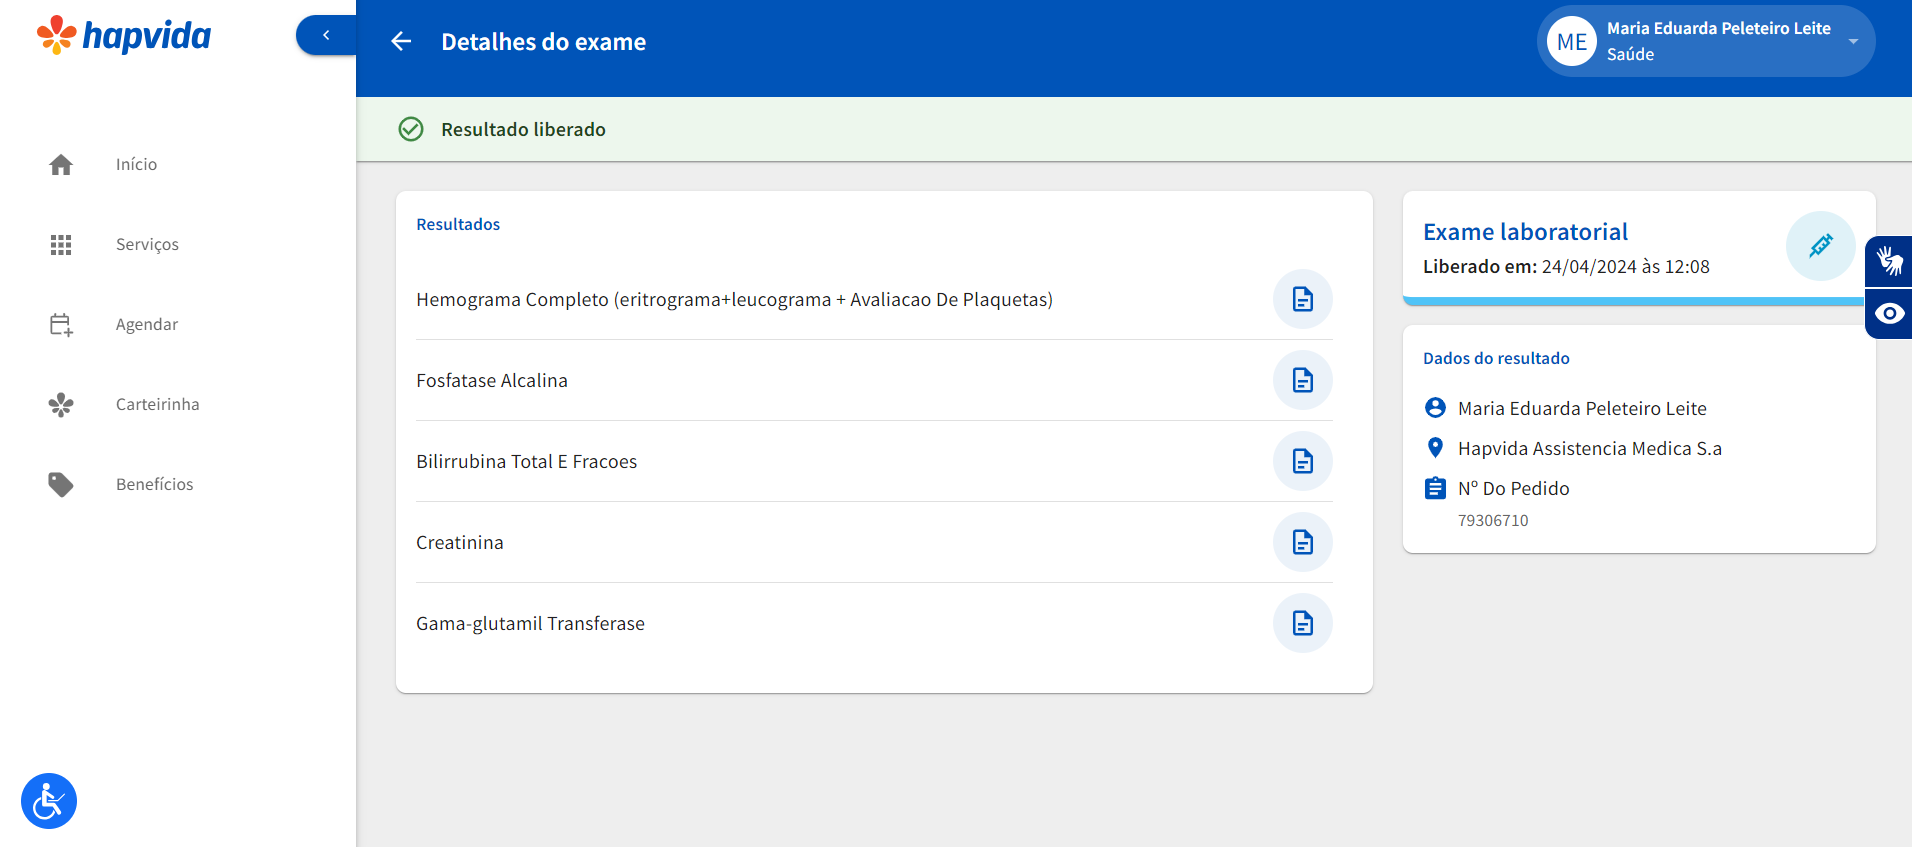 hapvida
Detalhes do exame
ME
Maria Eduarda Peleteiro Leite
Saúde
Resultado liberado
Início
Serviços
Agendar
Carteirinha
Benefícios
Resultados
Hemograma Completo (eritrograma+leucograma + Avaliacao De Plaquetas)
Fosfatase Alcalina
Bilirrubina Total E Fracoes
Creatinina
Gama-glutamil Transferase
Exame laboratorial
Liberado em: 24/04/2024 às 12:08
Dados do resultado
Maria Eduarda Peleteiro Leite
Hapvida Assistencia Medica S.a
Nº Do Pedido
79306710